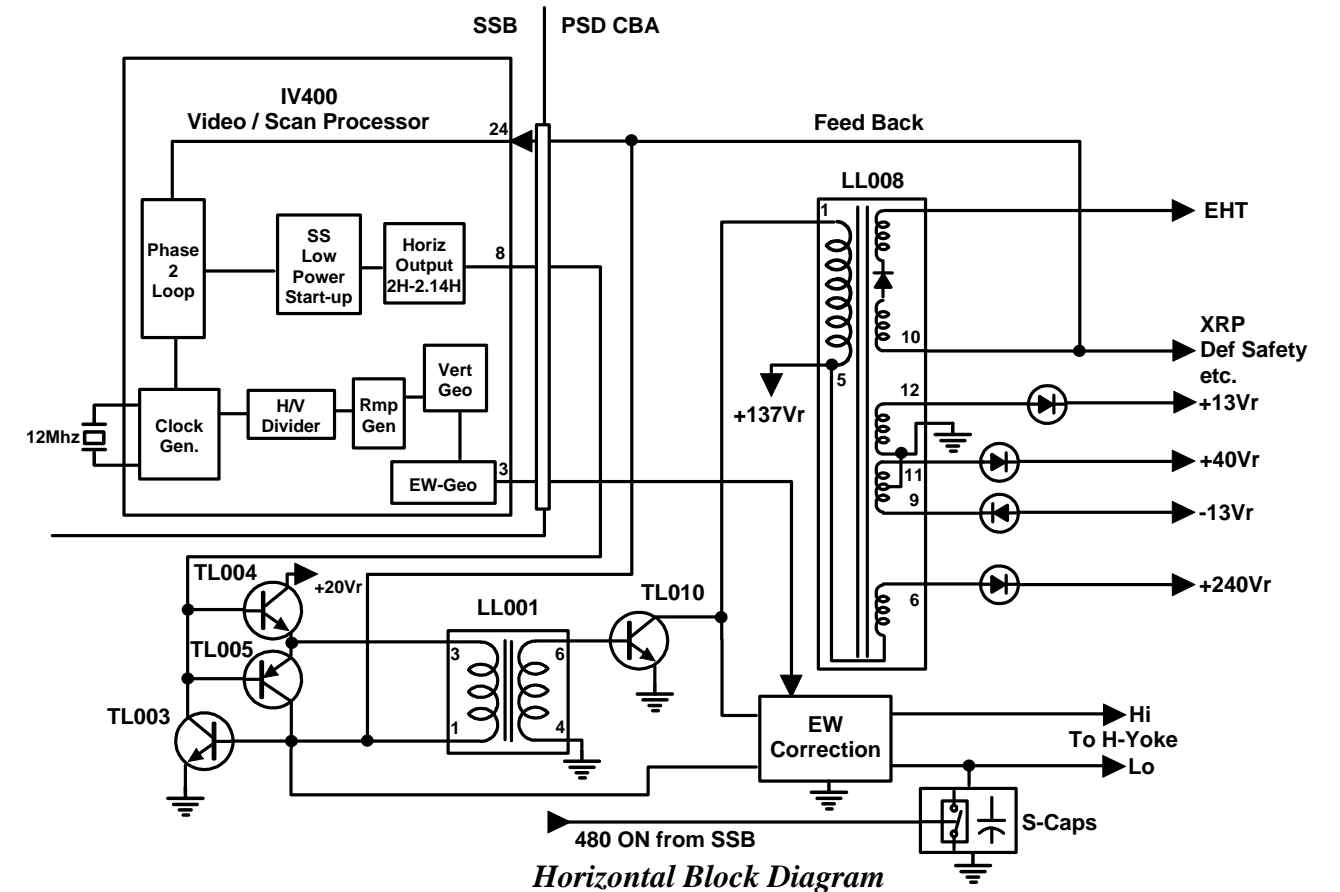 SSB
PSD CBA
IV400
Video / Scan Processor
24
Feed Back
LL008
1
EHT
Phase
2
Loop
SS
Low
Power
Start-up
Horiz
Output
2H-2.14H
8
10
XRP
Def Safety
etc.
5
+137Vr
12
+13Vr
Vert
Geo
12Mhz
Clock
Gen.
H/V
Divider
Rmp
Gen
EW-Geo
3
11
+40Vr
9
-13Vr
TL004
+20Vr
LL001
TL010
6
+240Vr
TL005
3
6
TL003
1
4
EW
Correction
Hi
To H-Yoke
Lo
480 ON from SSB
S-Caps
Horizontal Block Diagram